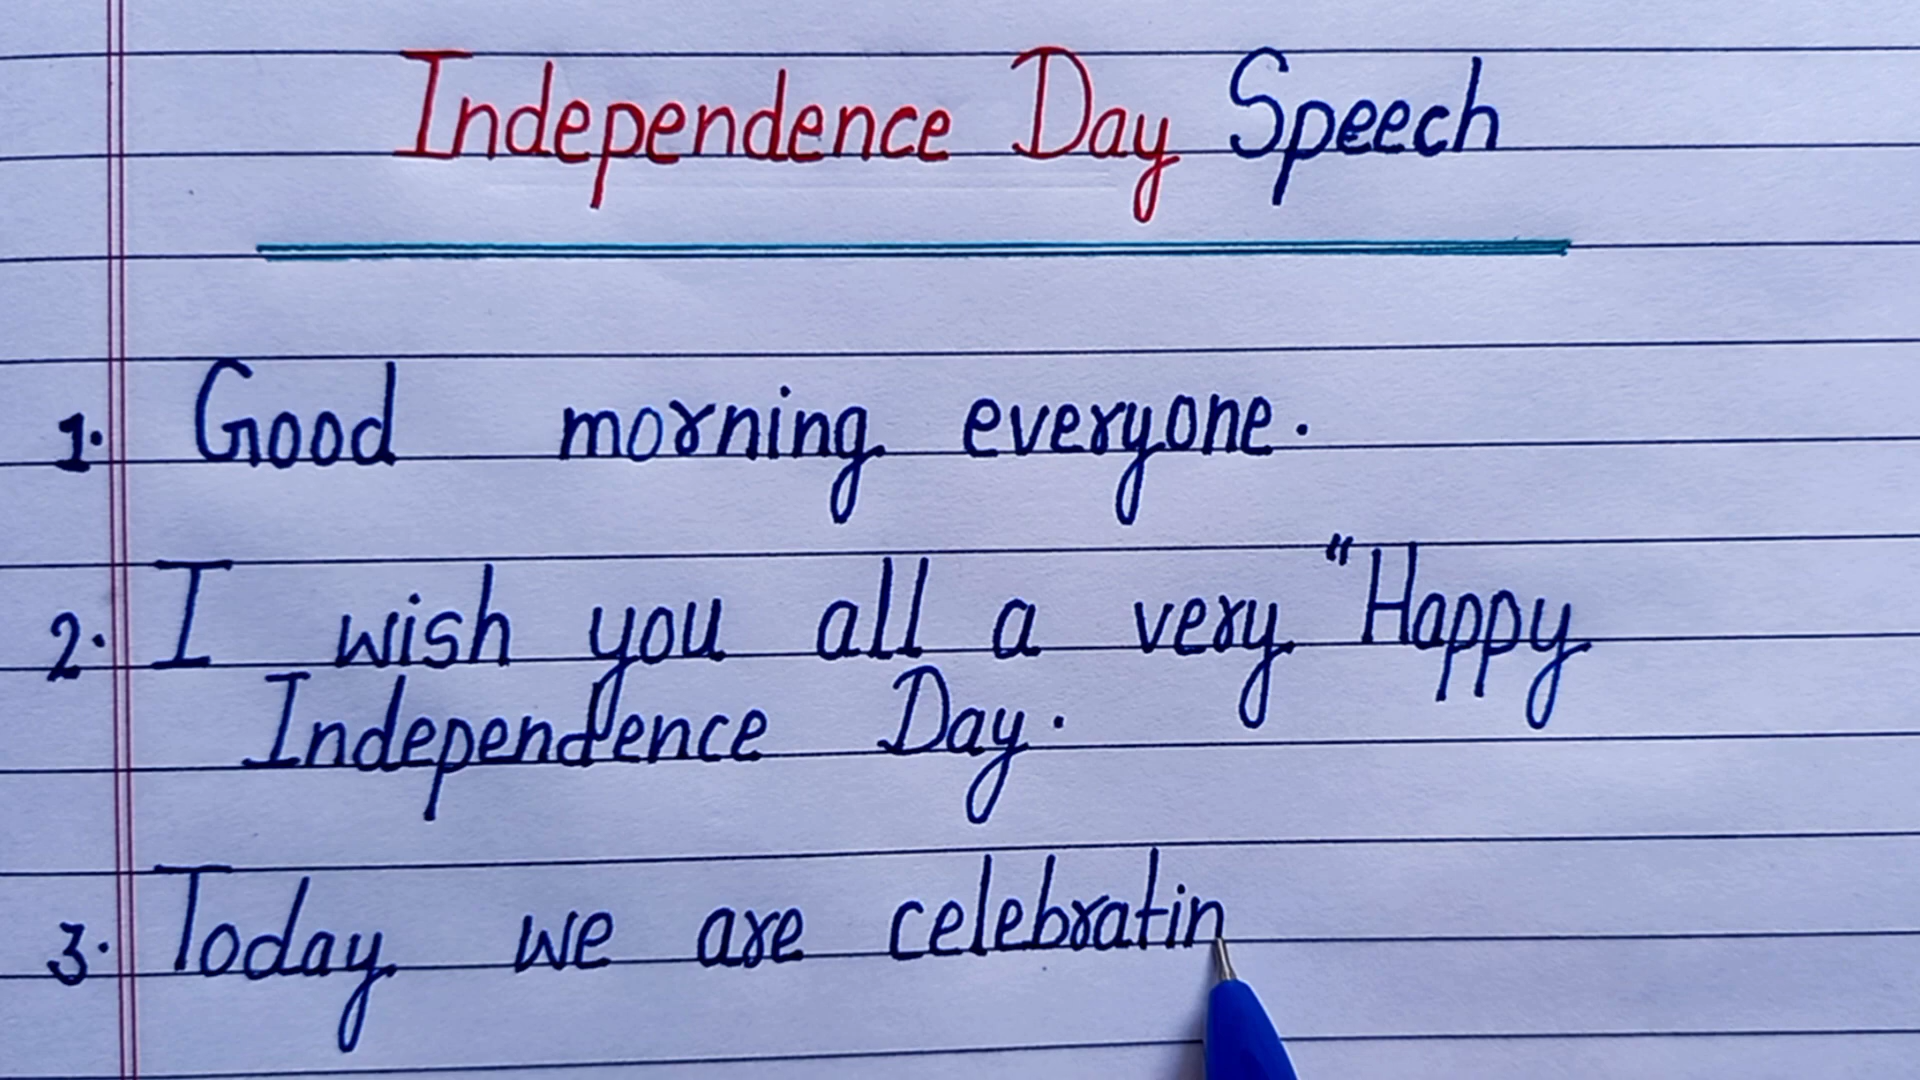 Independence Day Speech
1. Good morning everyone.
2. I wish you all a very "Happy
Independence Day.
3. Today we are celebratin